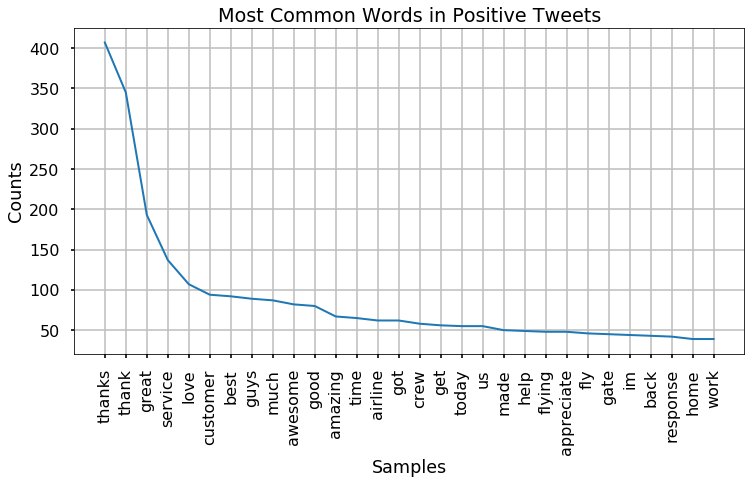 Most Common Words in Positive Tweets
400
350
300
250
200
150
100
50
Counts
thanks
thank
great
service
love
customer
best
guys
much
awesome
good
amazing
time
airline
got
crew
get
today
us
made
help
flying
appreciate
fly
gate
im
back
response
home
work
Samples